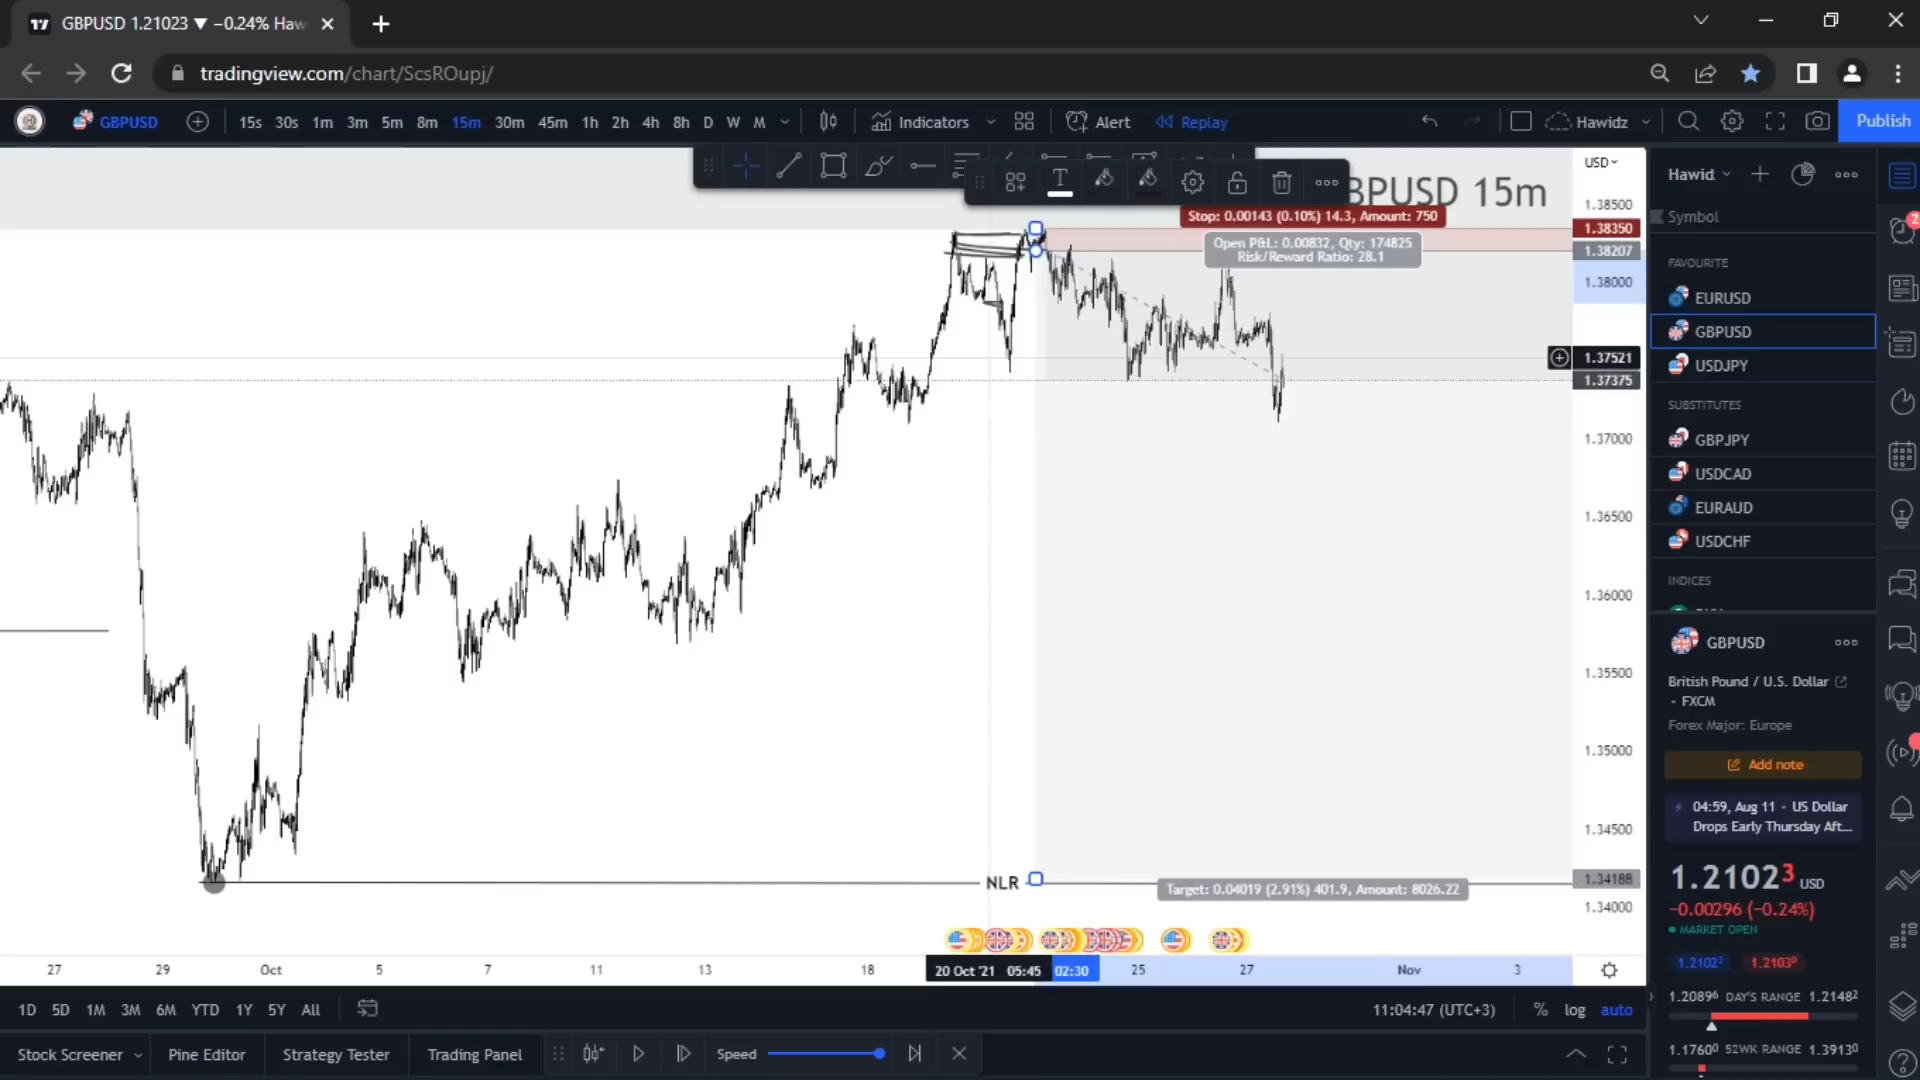 GBPUSD 1.21023 ▼ −0.24% Haw
tradingview.com/chart/ScsROupj/
GBPUSD 15s 30s 1m 3m 5m 8m 15m 30m 45m 1h 2h 4h 8h D W M Indicators Alert Replay Hawidz Publish
BPUSD 15m
USD
1.38500
1.38350
1.38207
1.38000
1.37521
1.37375
1.37000
1.36500
1.36000
1.35500
1.35000
1.34500
1.34188
1.34000
Stop: 0.00143 (0.10%) 14.3, Amount: 750
Open P&L: 0.00832, Qty: 174825
Risk/Reward Ratio: 28.1
NLR
Target: 0.04019 (2.91%) 401.9, Amount: 8026.22
27 29 Oct 5 7 11 13 18 20 Oct '21 05:45 02:30 25 27 Nov 3
1D 5D 1M 3M 6M YTD 1Y 5Y All 11:04:47 (UTC+3) % log auto
Stock Screener Pine Editor Strategy Tester Trading Panel Speed
Hawid
Symbol
FAVOURITE
EURUSD
GBPUSD
USDJPY
SUBSTITUTES
GBPJPY
USDCAD
EURAUD
USDCHF
INDICES
GBPUSD
British Pound / U.S. Dollar
- FXCM
Forex Major: Europe
Add note
04:59, Aug 11 - US Dollar
Drops Early Thursday Aft...
1.21023 USD
−0.00296 (−0.24%)
MARKET OPEN
1.21023 1.21030
1.20896 DAY'S RANGE 1.21482
1.17600 52WK RANGE 1.39130
2